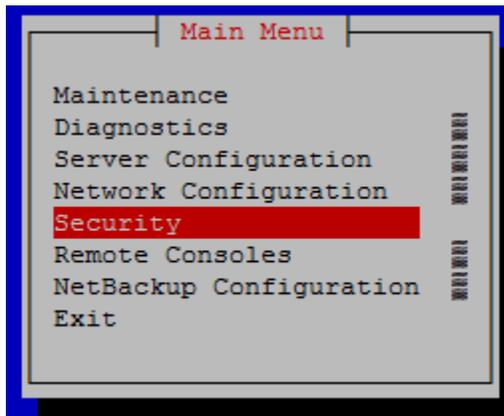 Main Menu
Maintenance
Diagnostics
Server Configuration
Network Configuration
Security
Remote Consoles
NetBackup Configuration
Exit